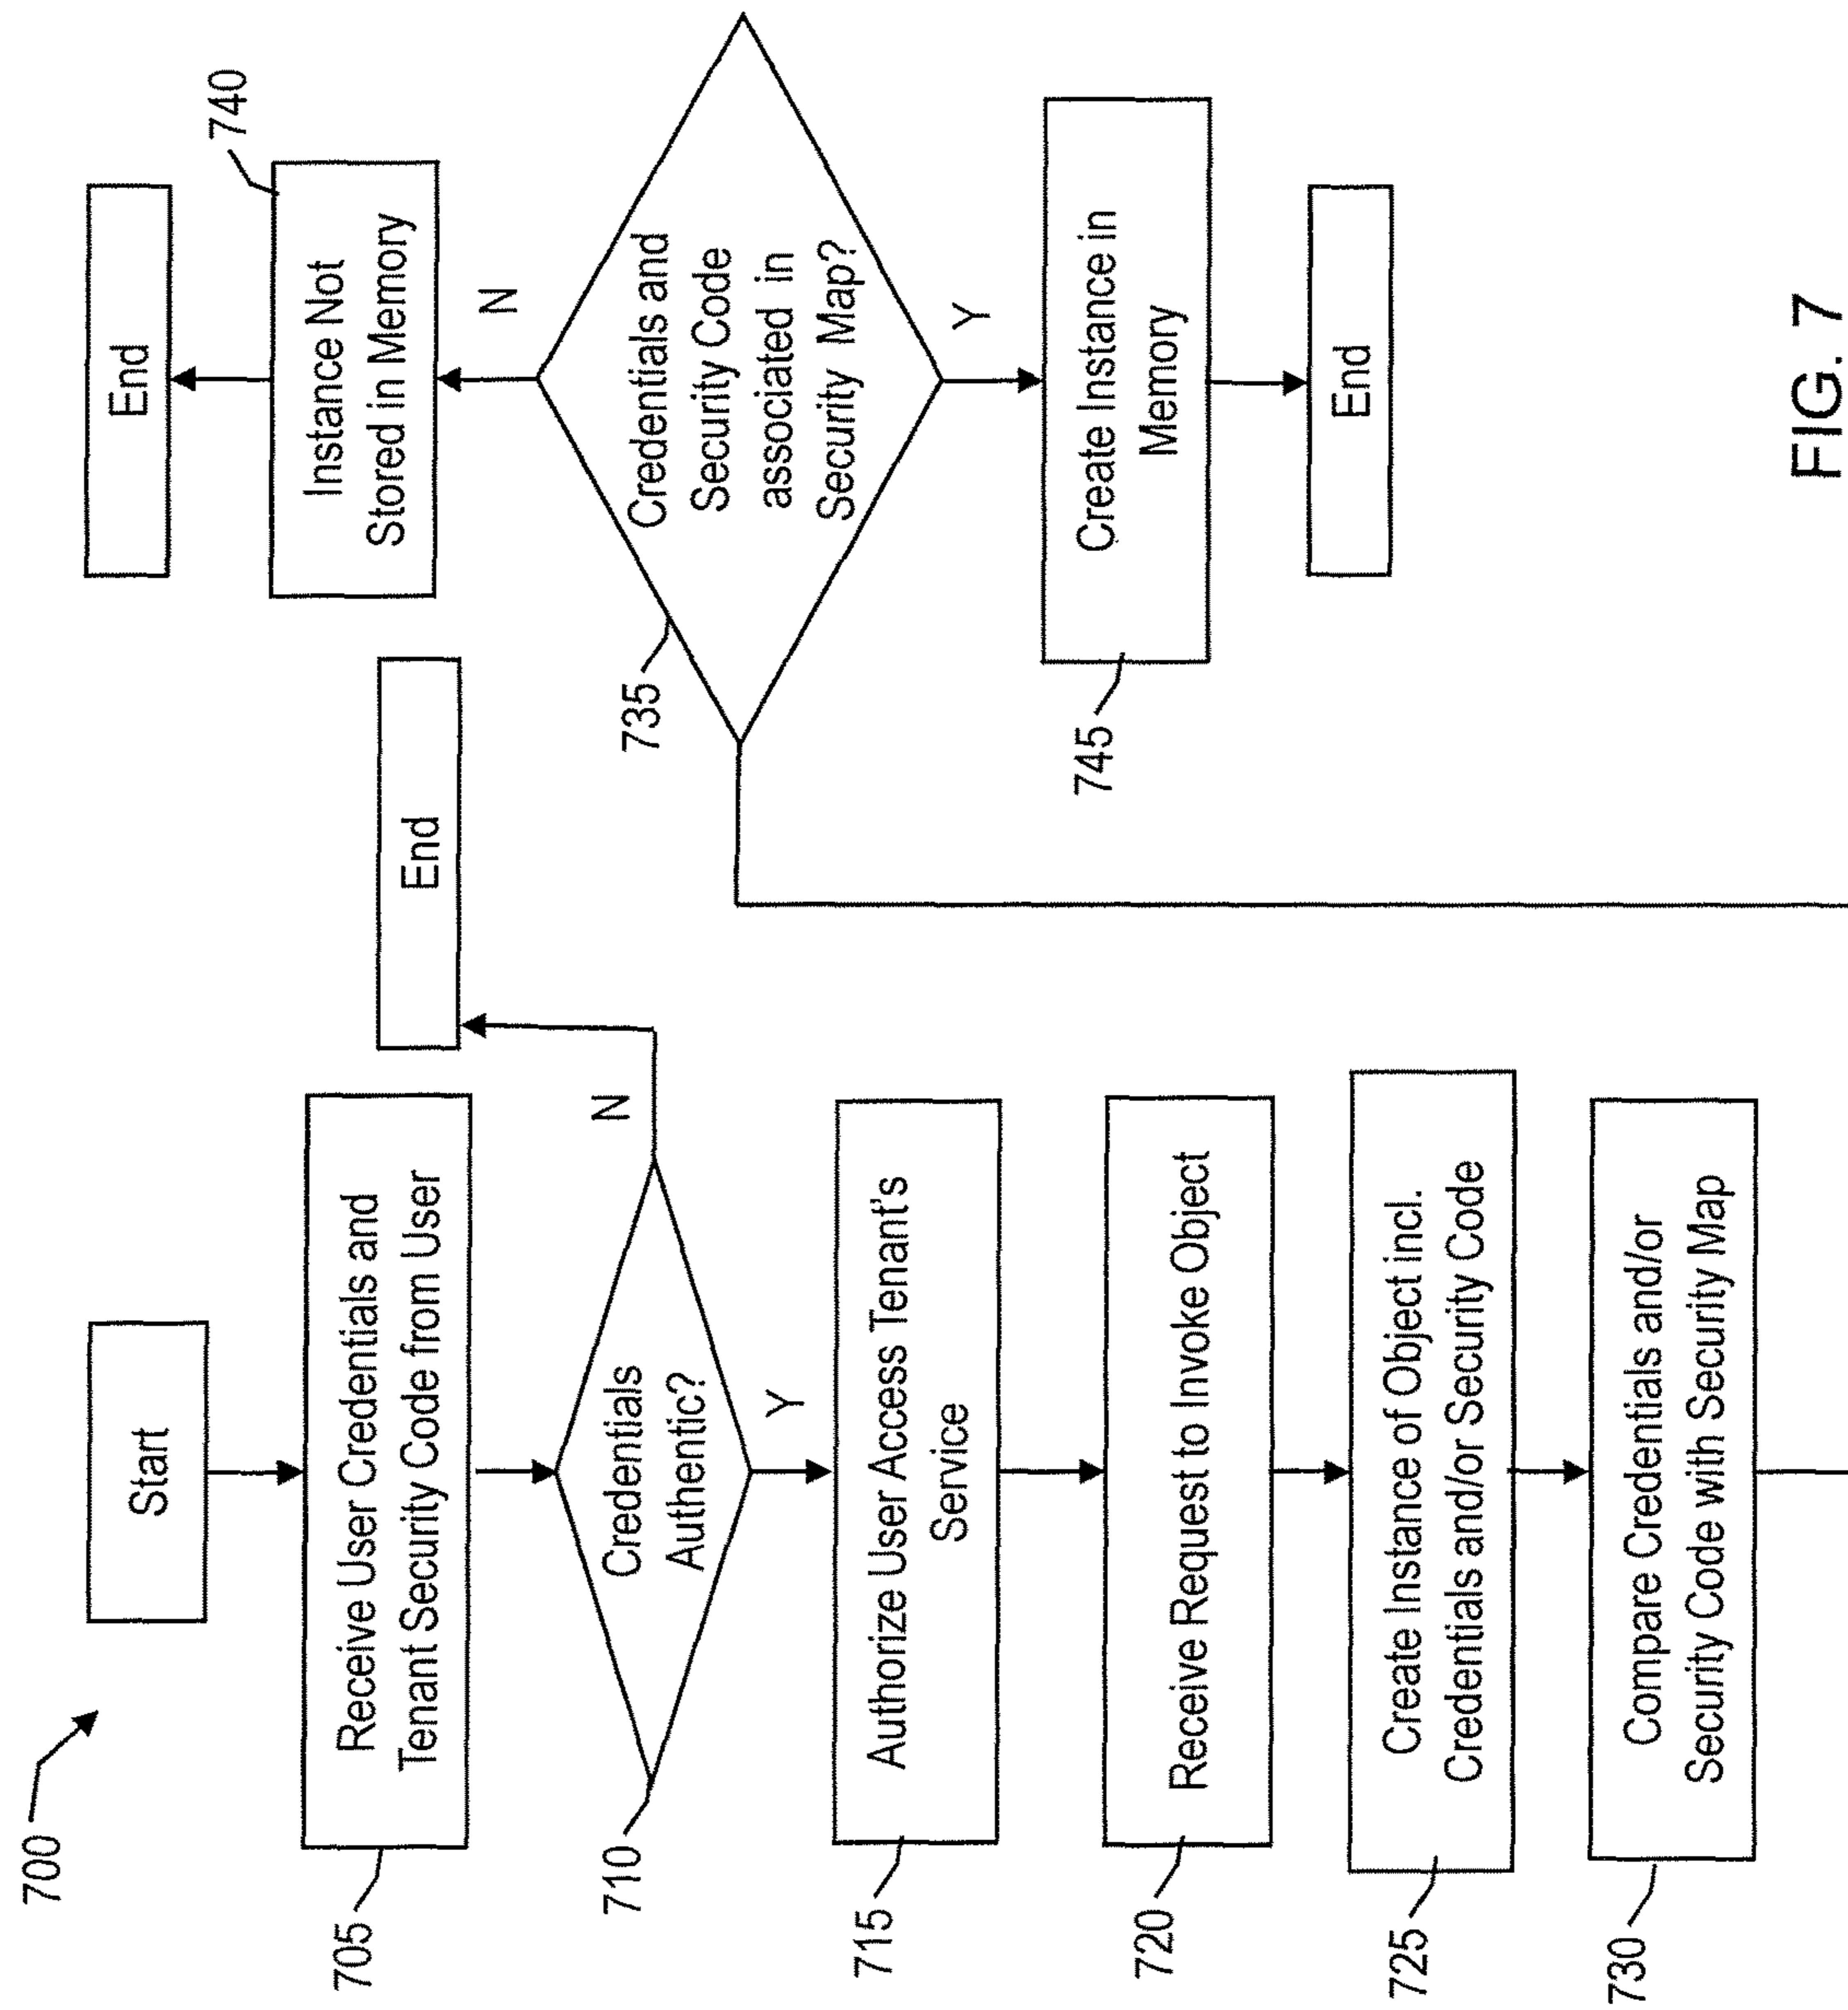 700
Start
705
Receive User Credentials and
Tenant Security Code from User
710
Credentials
Authentic?
N
End
Y
715
Authorize User Access Tenant's
Service
720
Receive Request to Invoke Object
725
Create Instance of Object incl.
Credentials and/or Security Code
730
Compare Credentials and/or
Security Code with Security Map
735
Credentials and
Security Code
associated in
Security Map?
N
740
Instance Not
Stored in Memory
End
Y
745
Create Instance in
Memory
End
FIG. 7